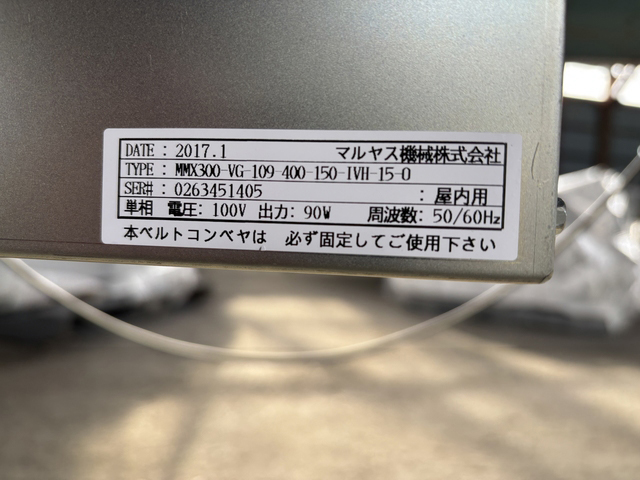 DATE : 2017.1 マルヤス機械株式会社
TYPE : MMX300-VG-109-400-150-IVH-15-0
SER# : 0263451405 : 屋内用
単相 電圧: 100V 出力: 90W 周波数: 50/60Hz
本ベルトコンベヤは 必ず固定してご使用下さい